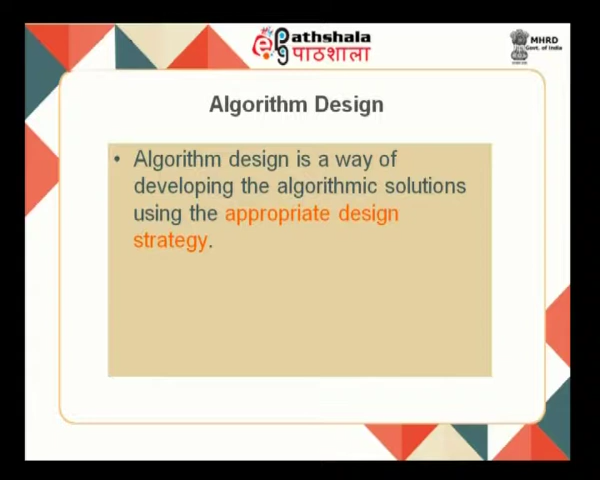 Pathshala
पाठशाला
MHRD
Govt. of India
Algorithm Design
• Algorithm design is a way of
developing the algorithmic solutions
using the appropriate design
strategy.